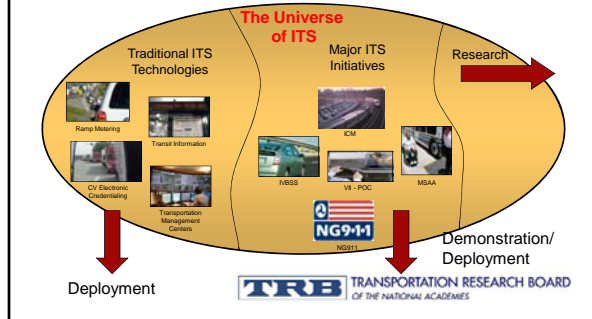 The Universe
of ITS
Traditional ITS
Technologies
Ramp Metering
Transit Information
CV Electronic
Credentialing
Transportation
Management
Centers
Major ITS
Initiatives
ICM
IVBSS
VII - POC
MSAA
NG9-1-1
NG911
Research
Deployment
Demonstration/
Deployment
TRB TRANSPORTATION RESEARCH BOARD
OF THE NATIONAL ACADEMIES